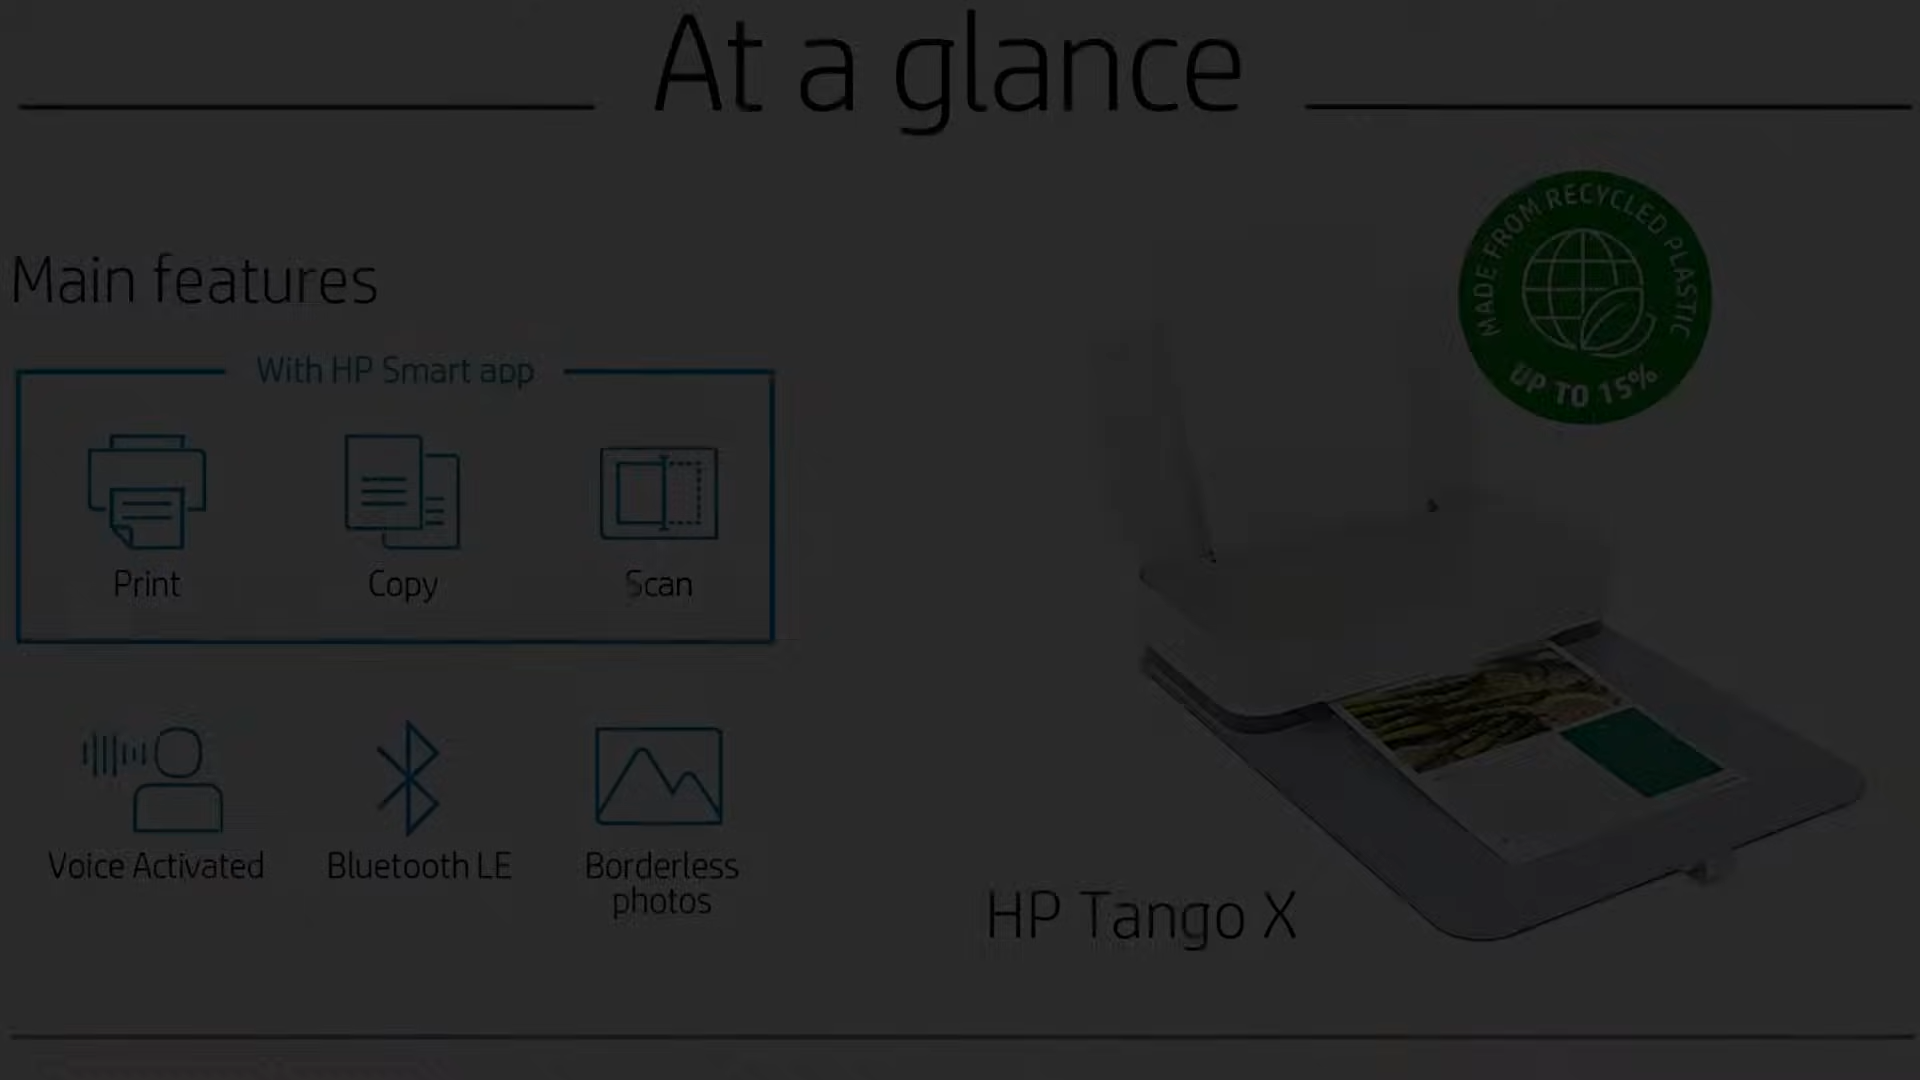 At a glance
MADE FROM RECYCLED PLASTIC
UP TO 15%
Main features
With HP Smart app
Print
Copy
Scan
Voice Activated
Bluetooth LE
Borderless
photos
HP Tango X